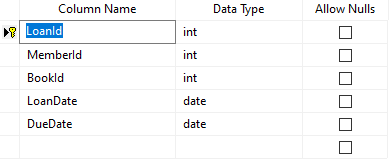 Column Name Data Type Allow Nulls
LoanId int
MemberId int
BookId int
LoanDate date
DueDate date